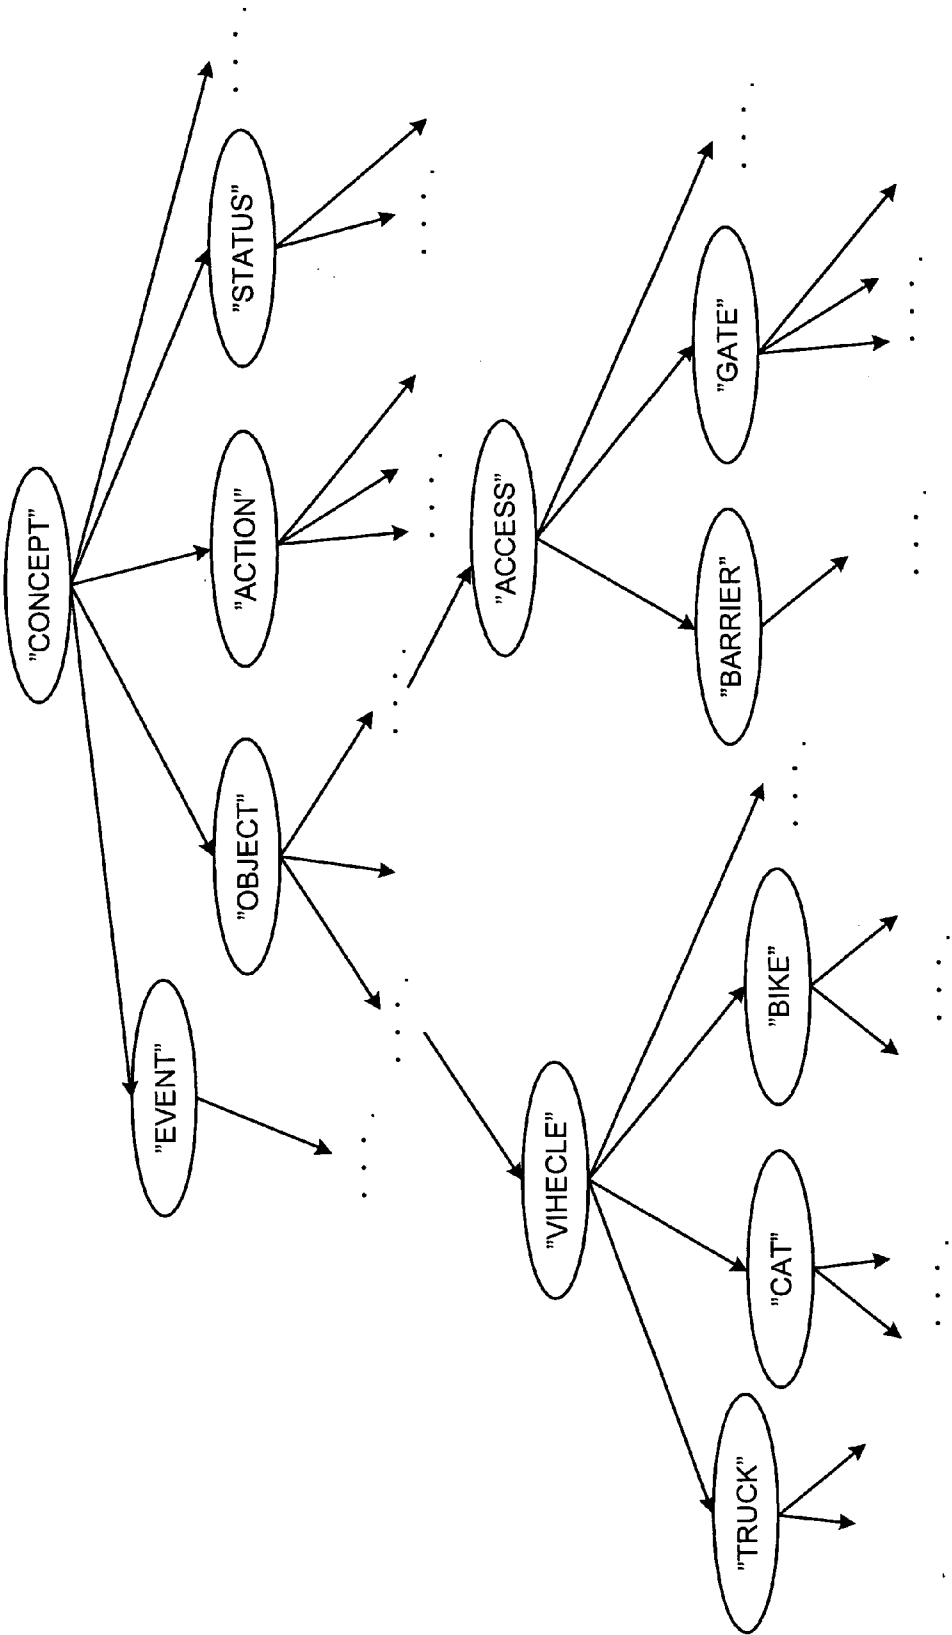 "CONCEPT"
"EVENT"
"OBJECT"
"ACTION"
"STATUS"
"VIHECLE"
"ACCESS"
"TRUCK"
"CAT"
"BIKE"
"BARRIER"
"GATE"